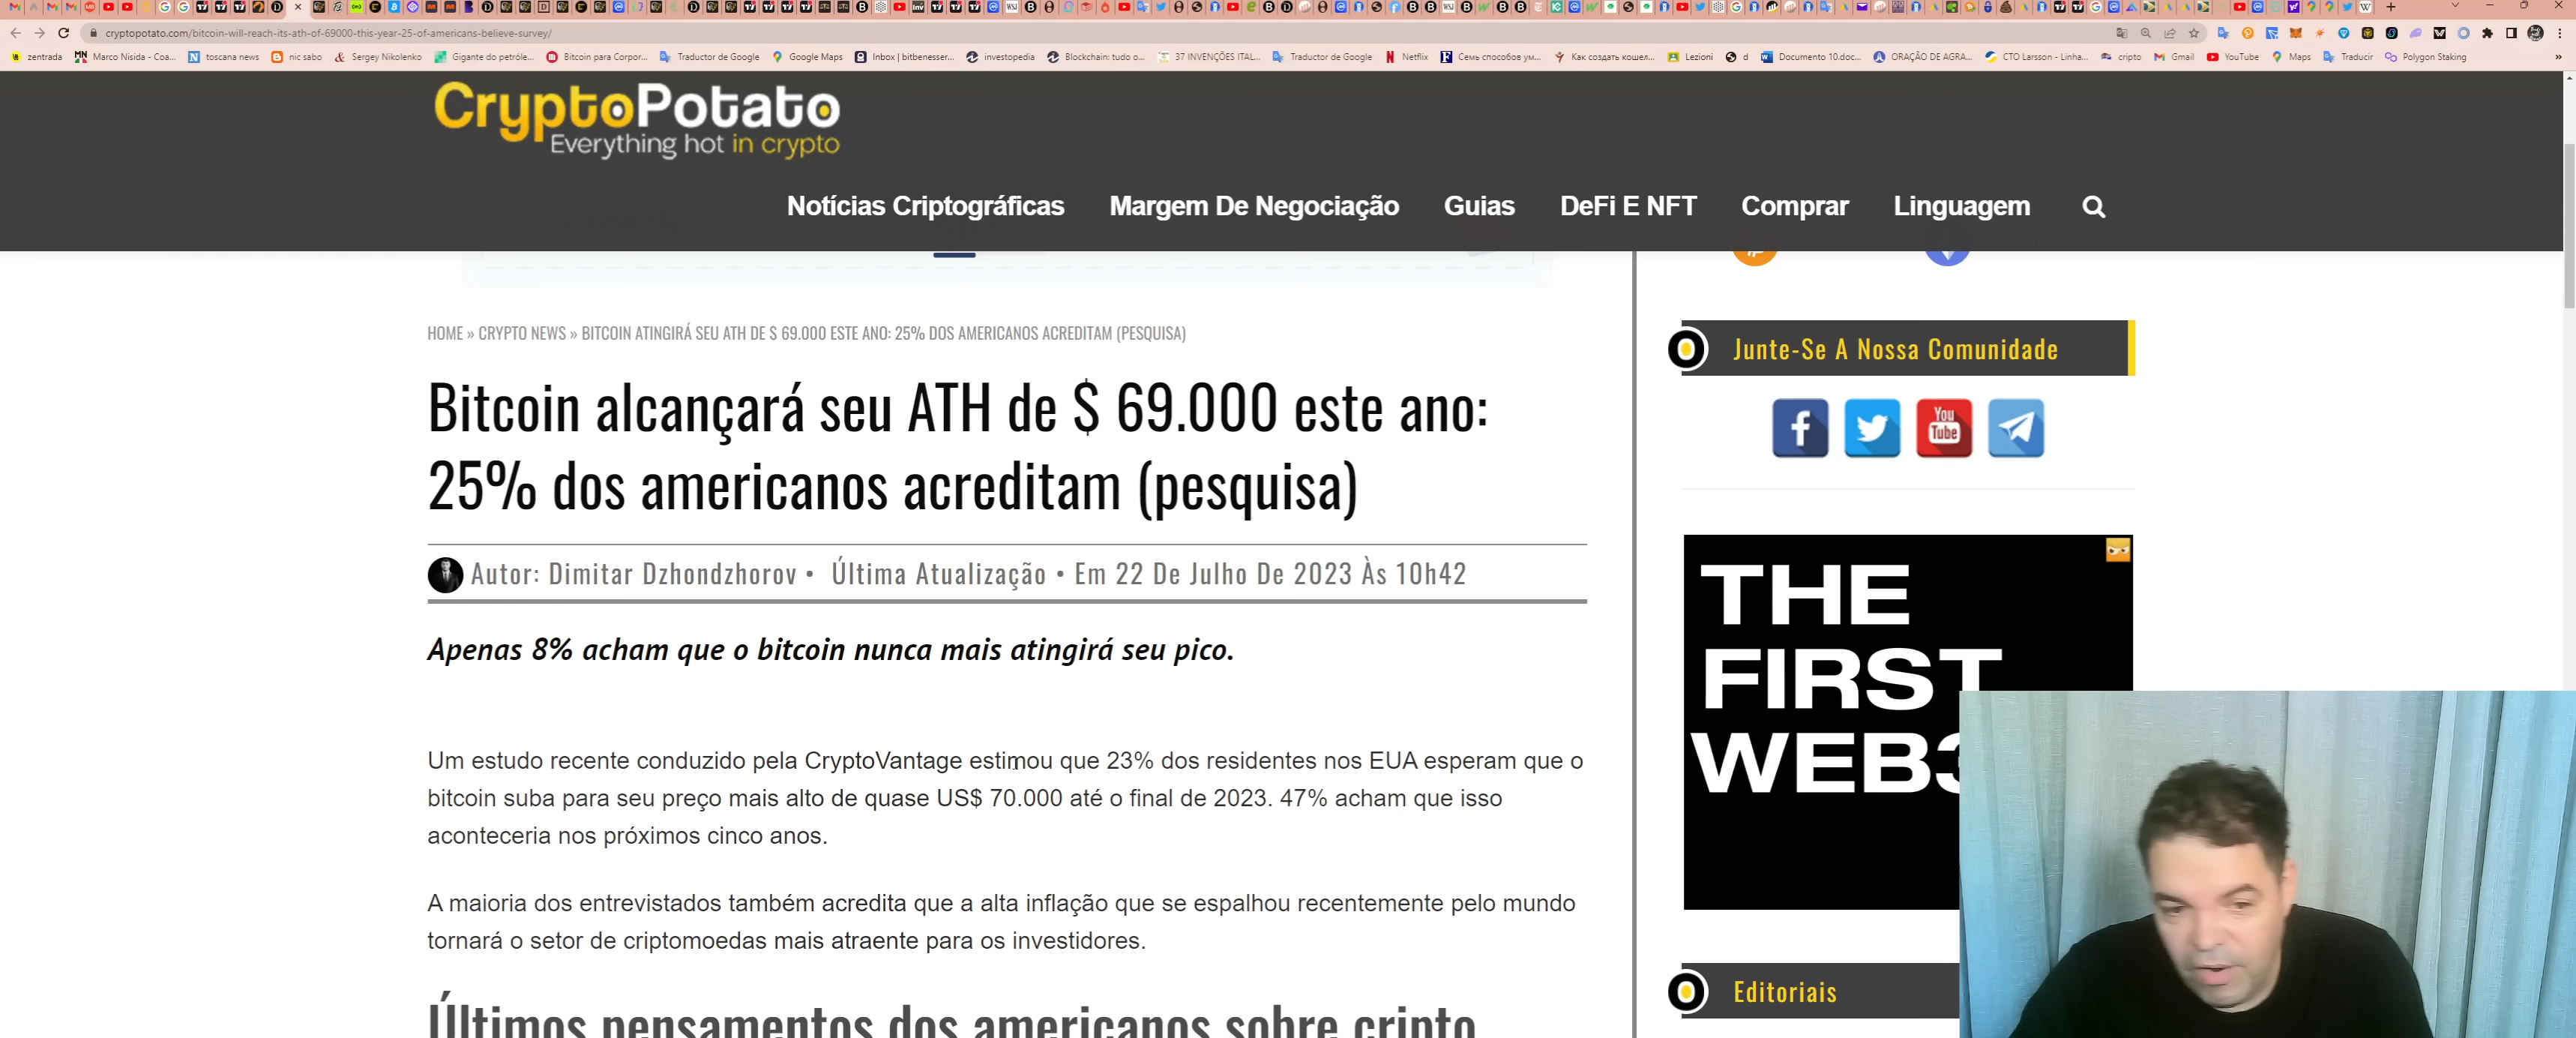 cryptopotato.com/bitcoin-will-reach-its-ath-of-69000-this-year-25-of-americans-believe-survey/
zentrada
Marco Nisida - Coa...
toscana news
nic sabo
Sergey Nikolenko
Gigante do petróle...
Bitcoin para Corpor...
Traductor de Google
Google Maps
Inbox | bitbenesser...
investopedia
Blockchain: tudo o...
37 INVENÇÕES ITAL...
Traductor de Google
Netflix
Семь способов ум...
Как создать кошел...
Lezioni
d
Documento 10.doc...
ORAÇÃO DE AGRA...
CTO Larsson - Linha...
cripto
Gmail
YouTube
Maps
Traducir
Polygon Staking
»
CryptoPotato
Everything hot in crypto
Notícias Criptográficas
Margem De Negociação
Guias
DeFi E NFT
Comprar
Linguagem
HOME » CRYPTO NEWS » BITCOIN ATINGIRÁ SEU ATH DE $ 69.000 ESTE ANO: 25% DOS AMERICANOS ACREDITAM (PESQUISA)
Bitcoin alcançará seu ATH de $ 69.000 este ano:
25% dos americanos acreditam (pesquisa)
Autor: Dimitar Dzhondzhorov • Última Atualização • Em 22 De Julho De 2023 Às 10h42
Apenas 8% acham que o bitcoin nunca mais atingirá seu pico.
Um estudo recente conduzido pela CryptoVantage estimou que 23% dos residentes nos EUA esperam que o
bitcoin suba para seu preço mais alto de quase US$ 70.000 até o final de 2023. 47% acham que isso
aconteceria nos próximos cinco anos.
A maioria dos entrevistados também acredita que a alta inflação que se espalhou recentemente pelo mundo
tornará o setor de criptomoedas mais atraente para os investidores.
Últimos pensamentos dos americanos sobre cripto
Junte-Se A Nossa Comunidade
You
Tube
THE
FIRST
WEB3
Editoriais